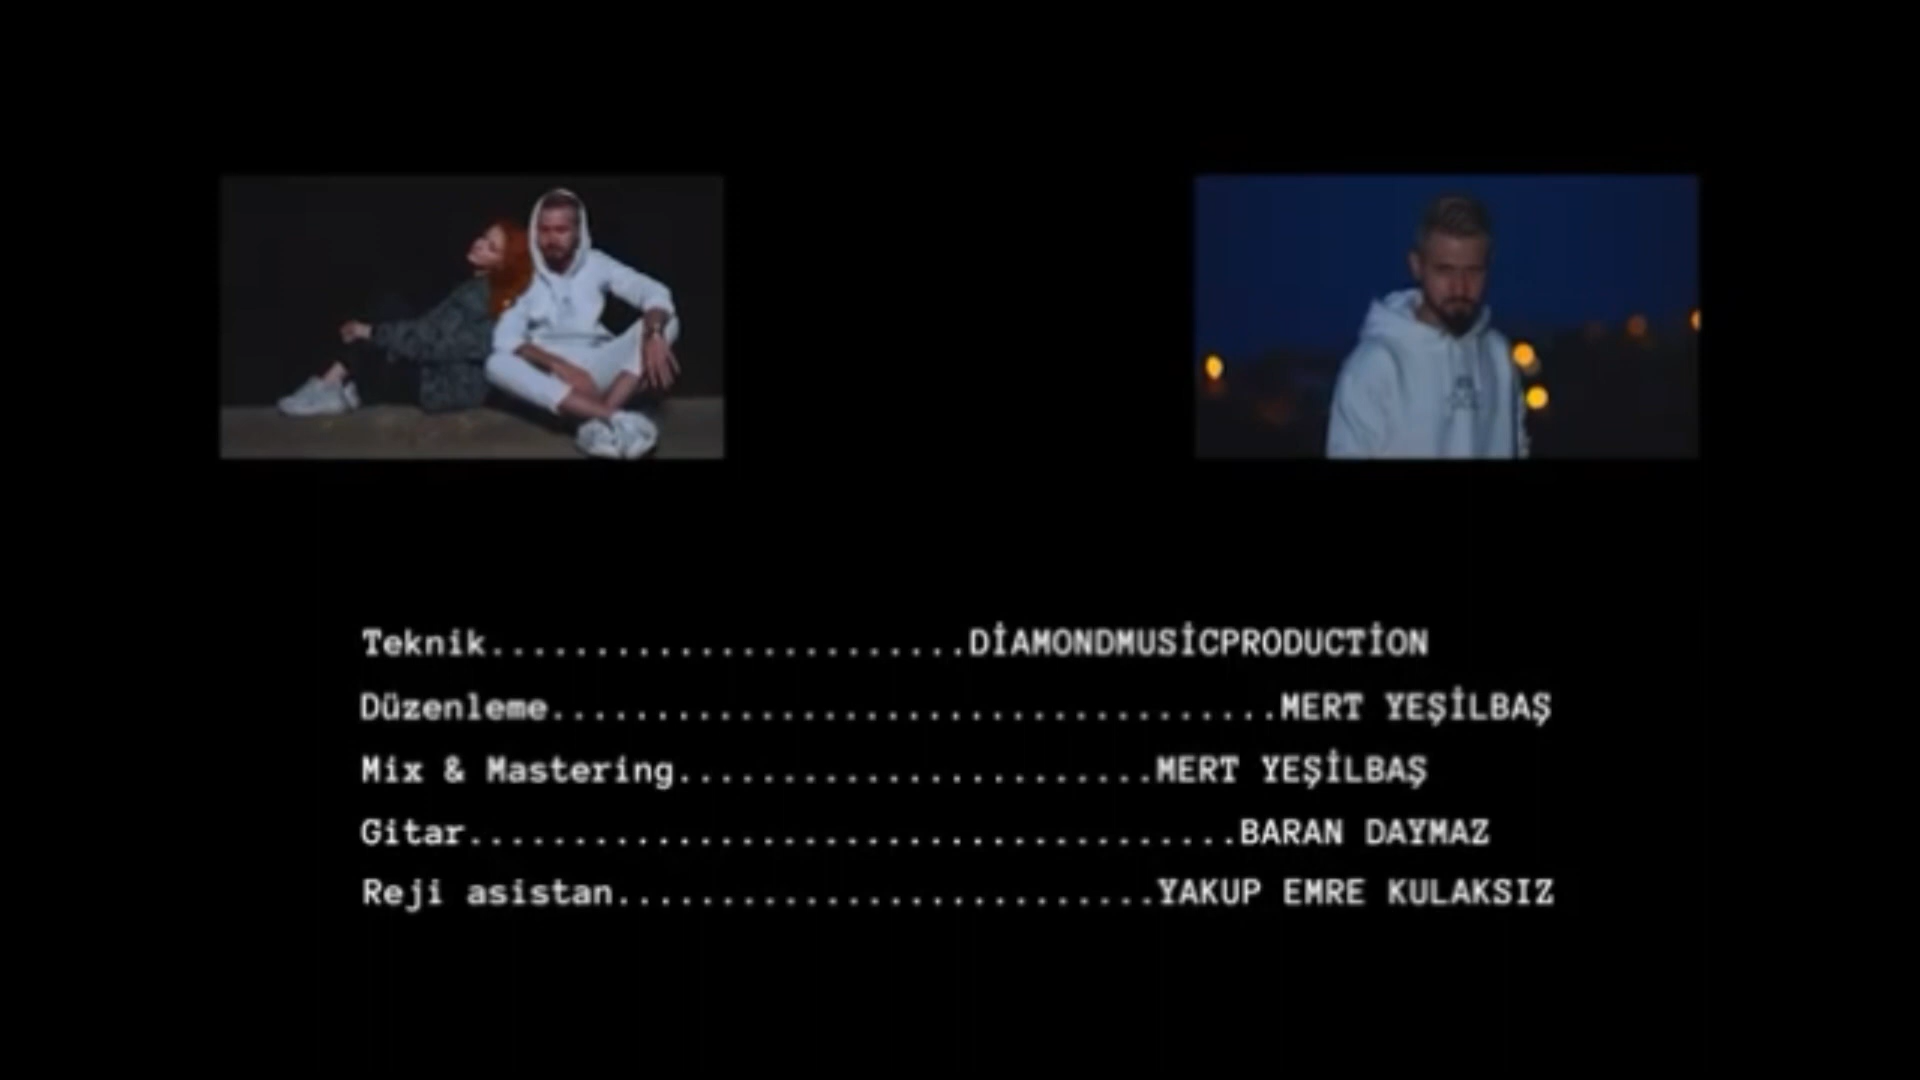 Teknik.......................DİAMONDMUSİCPRODUCTİON
Düzenleme...................................MERT YEŞİLBAŞ
Mix & Mastering.......................MERT YEŞİLBAŞ
Gitar.....................................BARAN DAYMAZ
Reji asistan..........................YAKUP EMRE KULAKSIZ